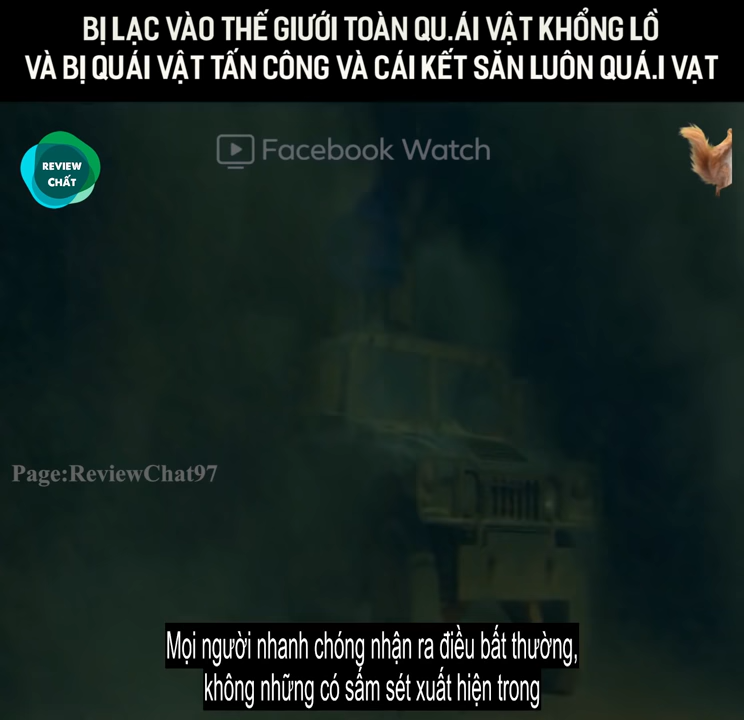 BỊ LẠC VÀO THẾ GIƯỚI TOÀN QU.ÁI VẬT KHỔNG LỒ
VÀ BỊ QUÁI VẬT TẤN CÔNG VÀ CÁI KẾT SĂN LUÔN QUÁ.I VẠT
Facebook Watch
REVIEW
CHẤT
Page:ReviewChat97
Mọi người nhanh chóng nhận ra điều bất thường,
không những có sấm sét xuất hiện trong